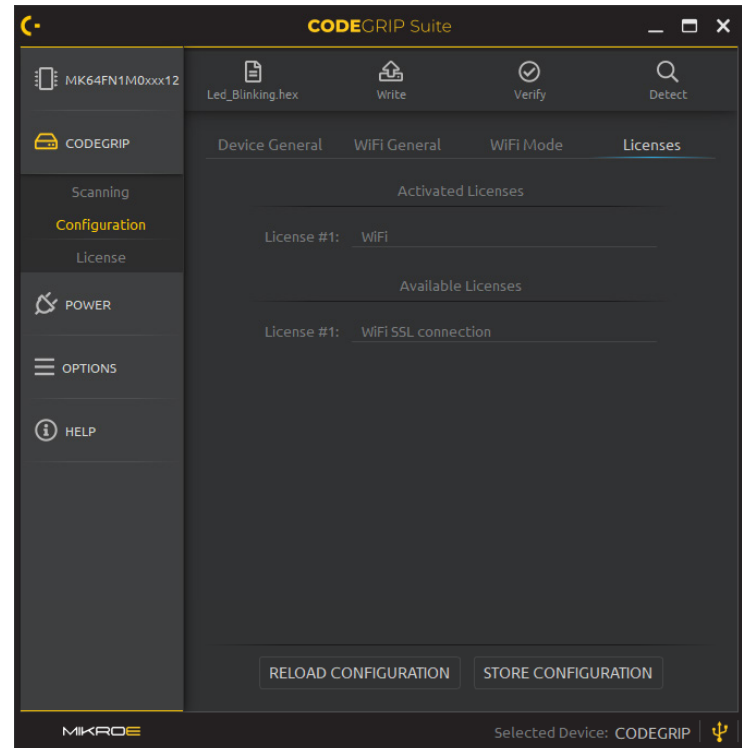 CODEGRIP Suite
MK64FN1M0xxx12
Led_Blinking.hex
Write
Verify
Detect
CODEGRIP
Scanning
Configuration
License
POWER
OPTIONS
HELP
Device General
WiFi General
WiFi Mode
Licenses
Activated Licenses
License #1: WiFi
Available Licenses
License #1: WiFi SSL connection
RELOAD CONFIGURATION
STORE CONFIGURATION
MIKROE
Selected Device: CODEGRIP